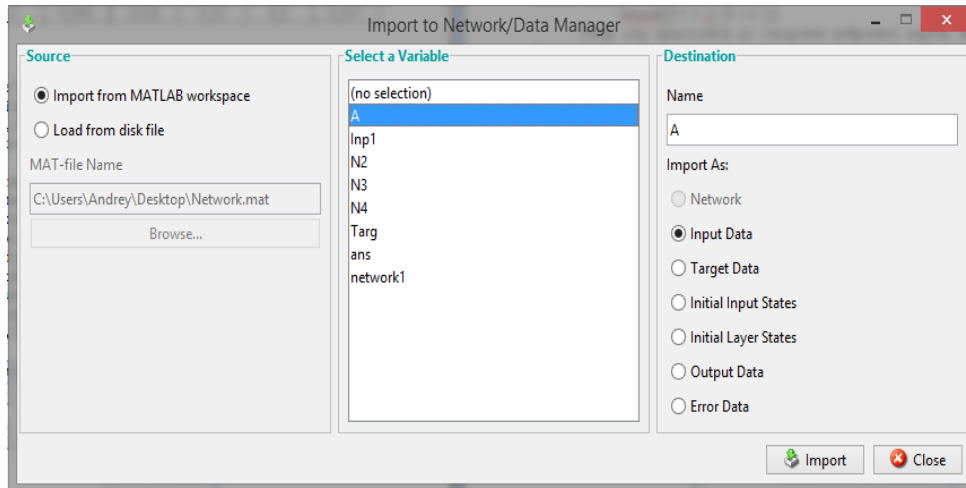 Import to Network/Data Manager
Source
Import from MATLAB workspace
Load from disk file
MAT-file Name
C:\Users\Andrey\Desktop\Network.mat
Browse...
Select a Variable
(no selection)
A
Inp1
N2
N3
N4
Targ
ans
network1
Destination
Name
A
Import As:
Network
Input Data
Target Data
Initial Input States
Initial Layer States
Output Data
Error Data
Import
Close